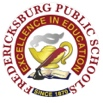 FREDERICKSBURG PUBLIC SCHOOLS
EXCELLENCE IN EDUCATION
SINCE 1870